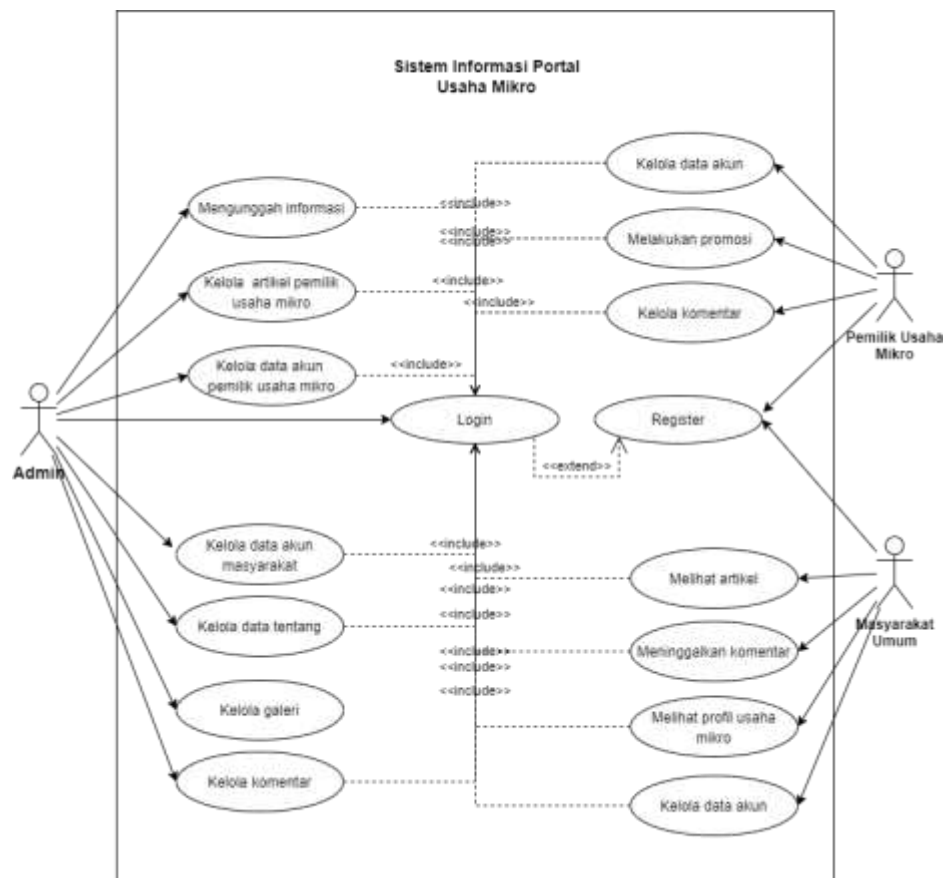 Sistem Informasi Portal
Usaha Mikro
Kelola data akun
Mengunggah informasi
<<include>>
<<include>>
<<include>>
Melakukan promosi
Kelola artikel pemilik
usaha mikro
<<include>>
<<include>>
Kelola komentar
Pemilik Usaha
Mikro
Kelola data akun
pemilik usaha mikro
<<include>>
Login
Register
<<extend>>
Admin
Kelola data akun
masyarakat
<<include>>
<<include>>
Melihat artikel
<<include>>
Kelola data tentang
<<include>>
Masyarakat
Umum
<<include>>
Meninggalkan komentar
<<include>>
<<include>>
Kelola galeri
Melihat profil usaha
mikro
Kelola komentar
Kelola data akun